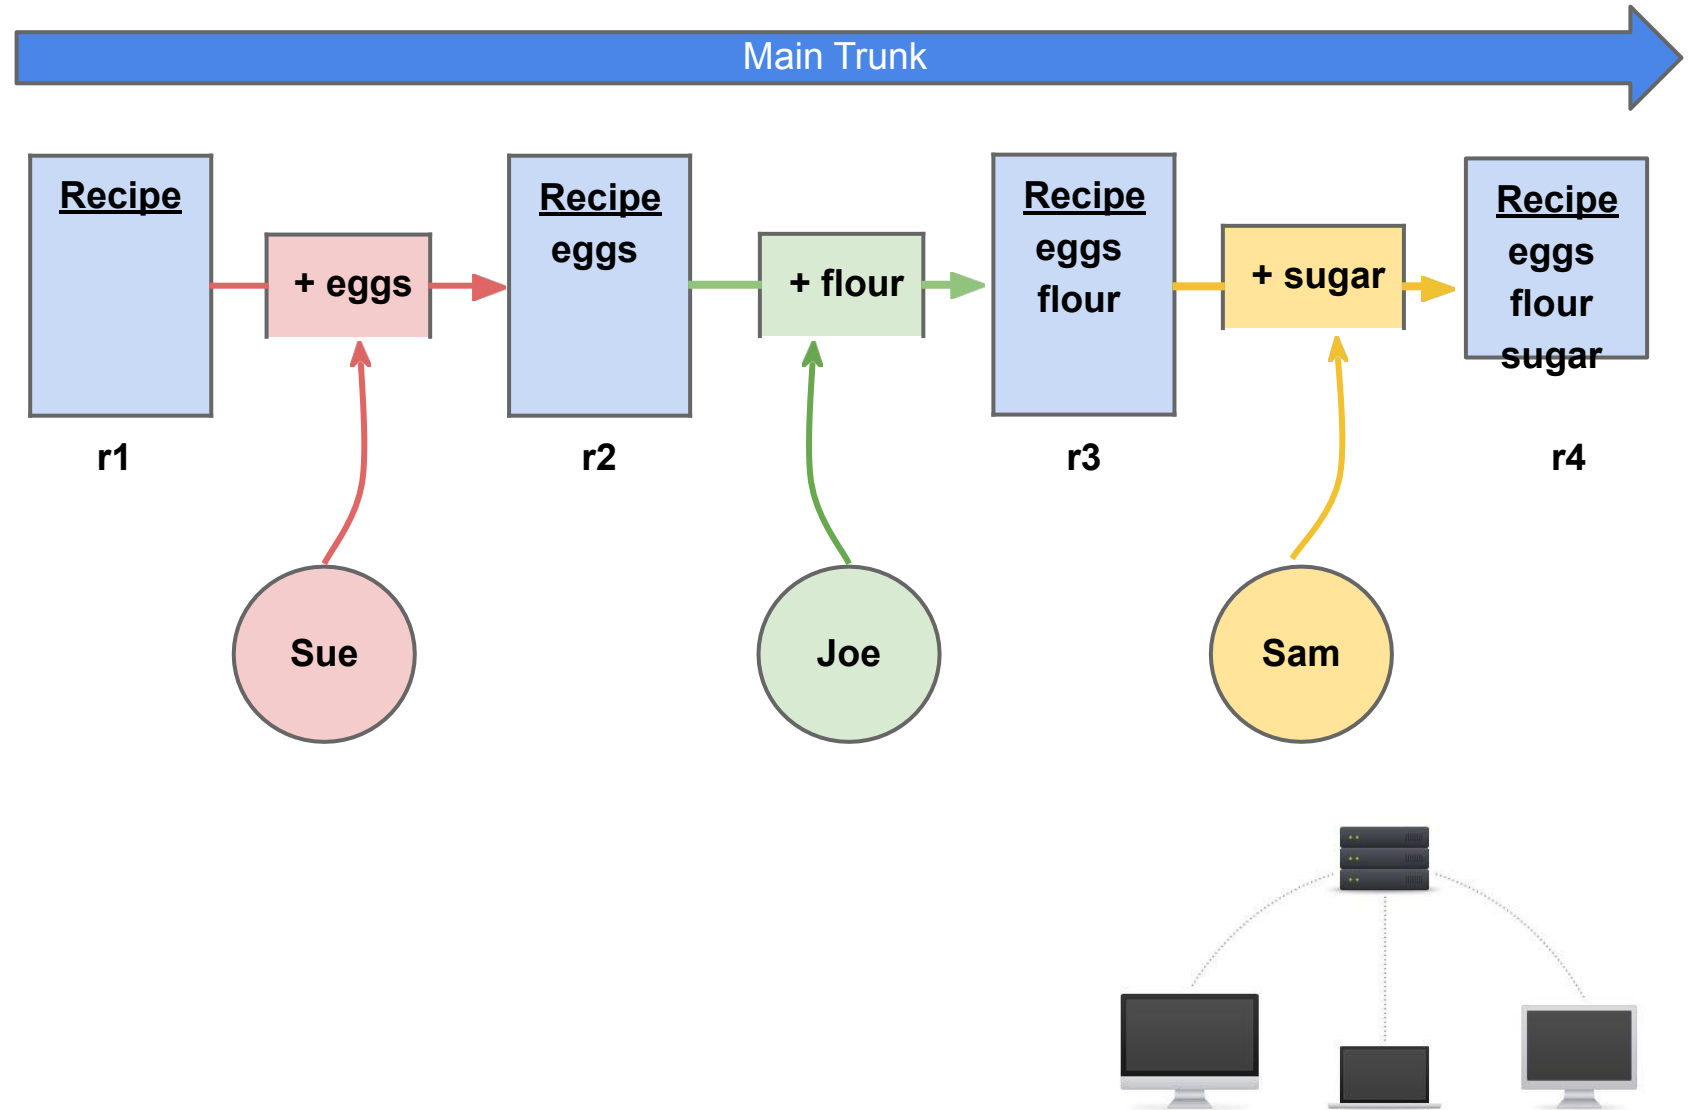 Main Trunk
Recipe
+ eggs
Recipe
eggs
+ flour
Recipe
eggs
flour
+ sugar
Recipe
eggs
flour
sugar
r1
r2
r3
r4
Sue
Joe
Sam